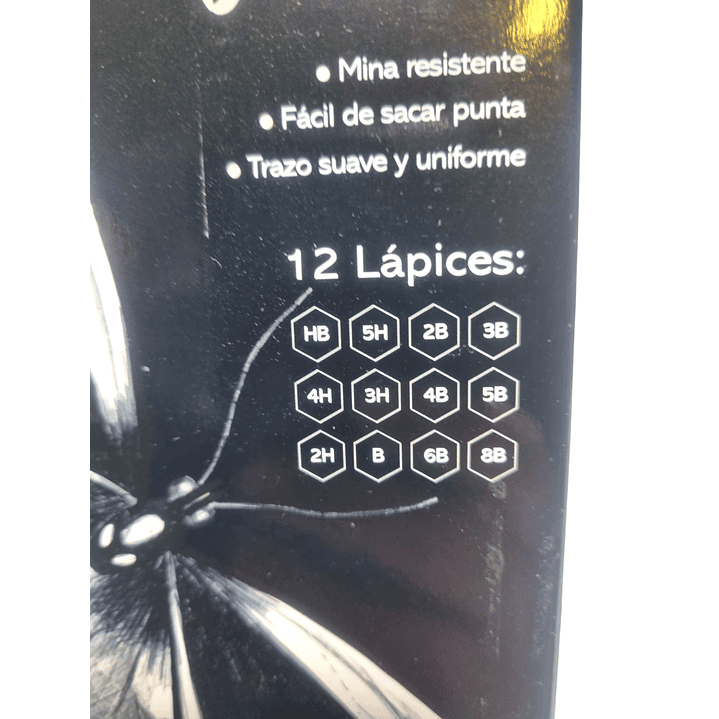 • Mina resistente
• Fácil de sacar punta
• Trazo suave y uniforme
12 Lápices:
HB 5H 2B 3B
4H 3H 4B 5B
2H B 6B 8B